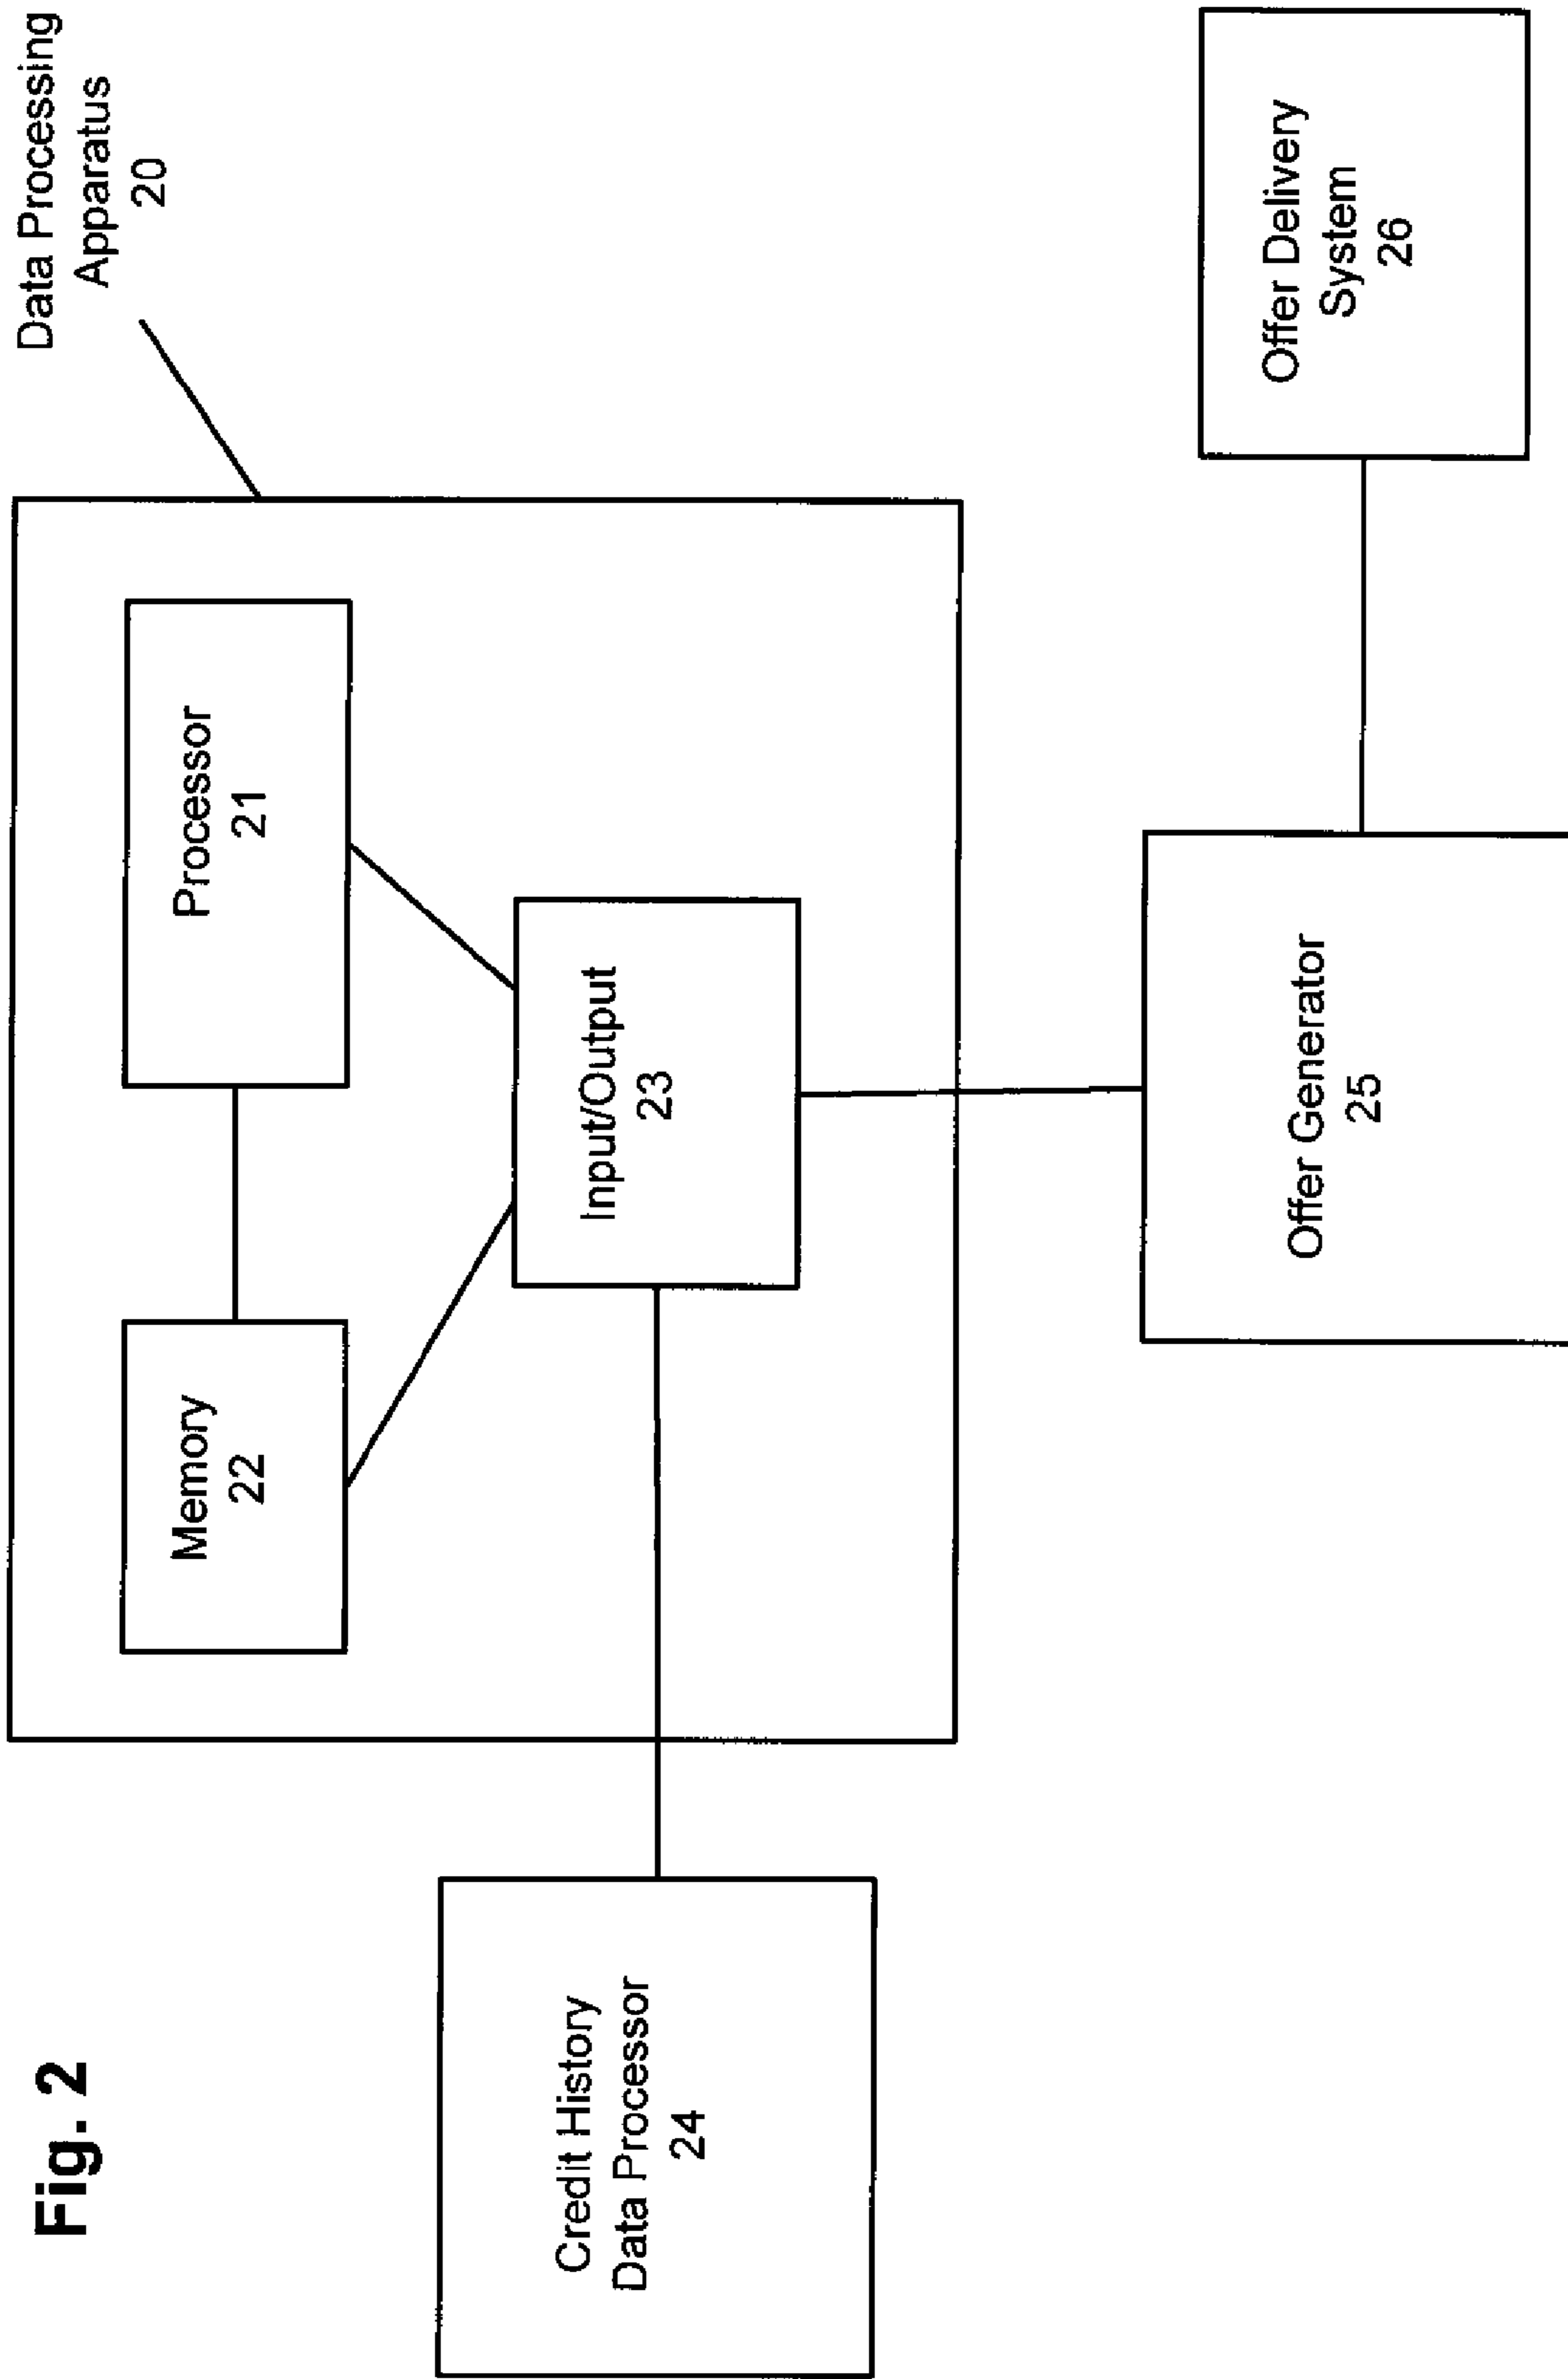 Fig. 2
Data Processing
Apparatus
20
Memory
22
Processor
21
Input/Output
23
Credit History
Data Processor
24
Offer Generator
25
Offer Delivery
System
26